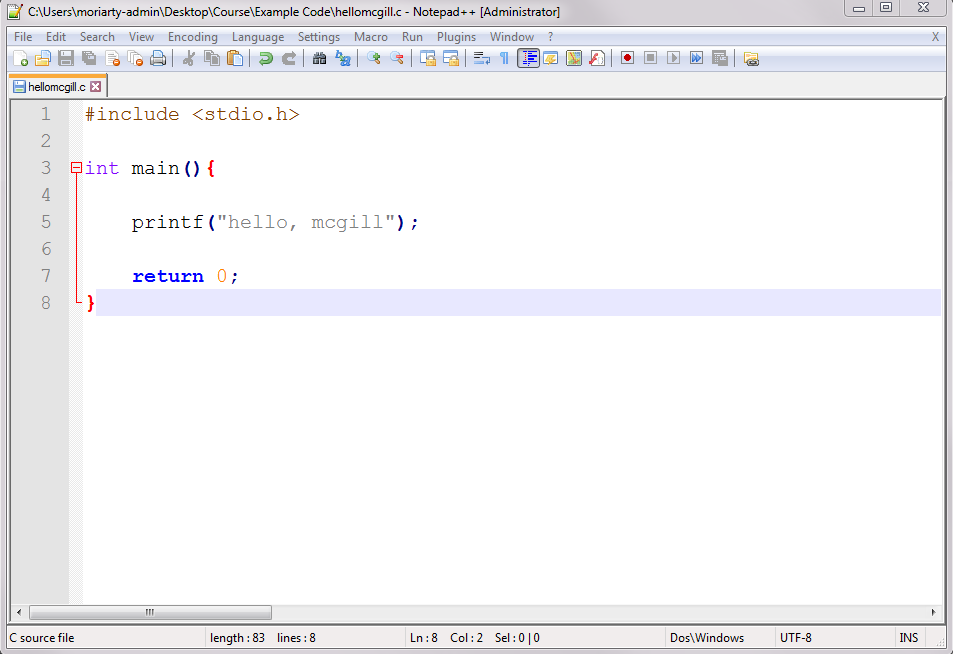 C:\Users\moriarty-admin\Desktop\Course\Example Code\hellomcgill.c - Notepad++ [Administrator]
File Edit Search View Encoding Language Settings Macro Run Plugins Window ? X
hellomcgill.c
1 #include <stdio.h>
2
3 int main(){
4
5     printf("hello, mcgill");
6
7     return 0;
8 }
C source file length : 83 lines : 8 Ln : 8 Col : 2 Sel : 0 | 0 Dos\Windows UTF-8 INS